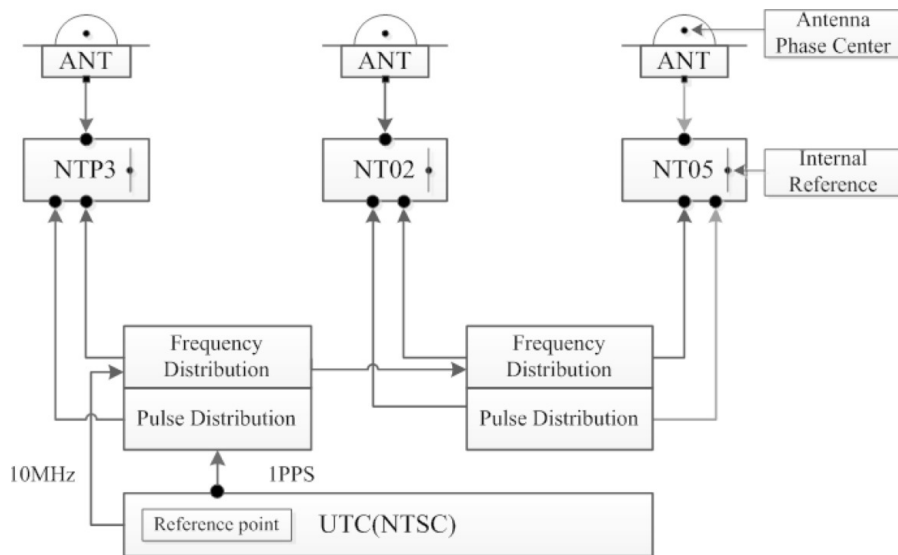 ANT
ANT
ANT
Antenna
Phase Center
NTP3
NT02
NT05
Internal
Reference
Frequency
Distribution
Pulse Distribution
Frequency
Distribution
Pulse Distribution
10MHz
1PPS
Reference point
UTC(NTSC)